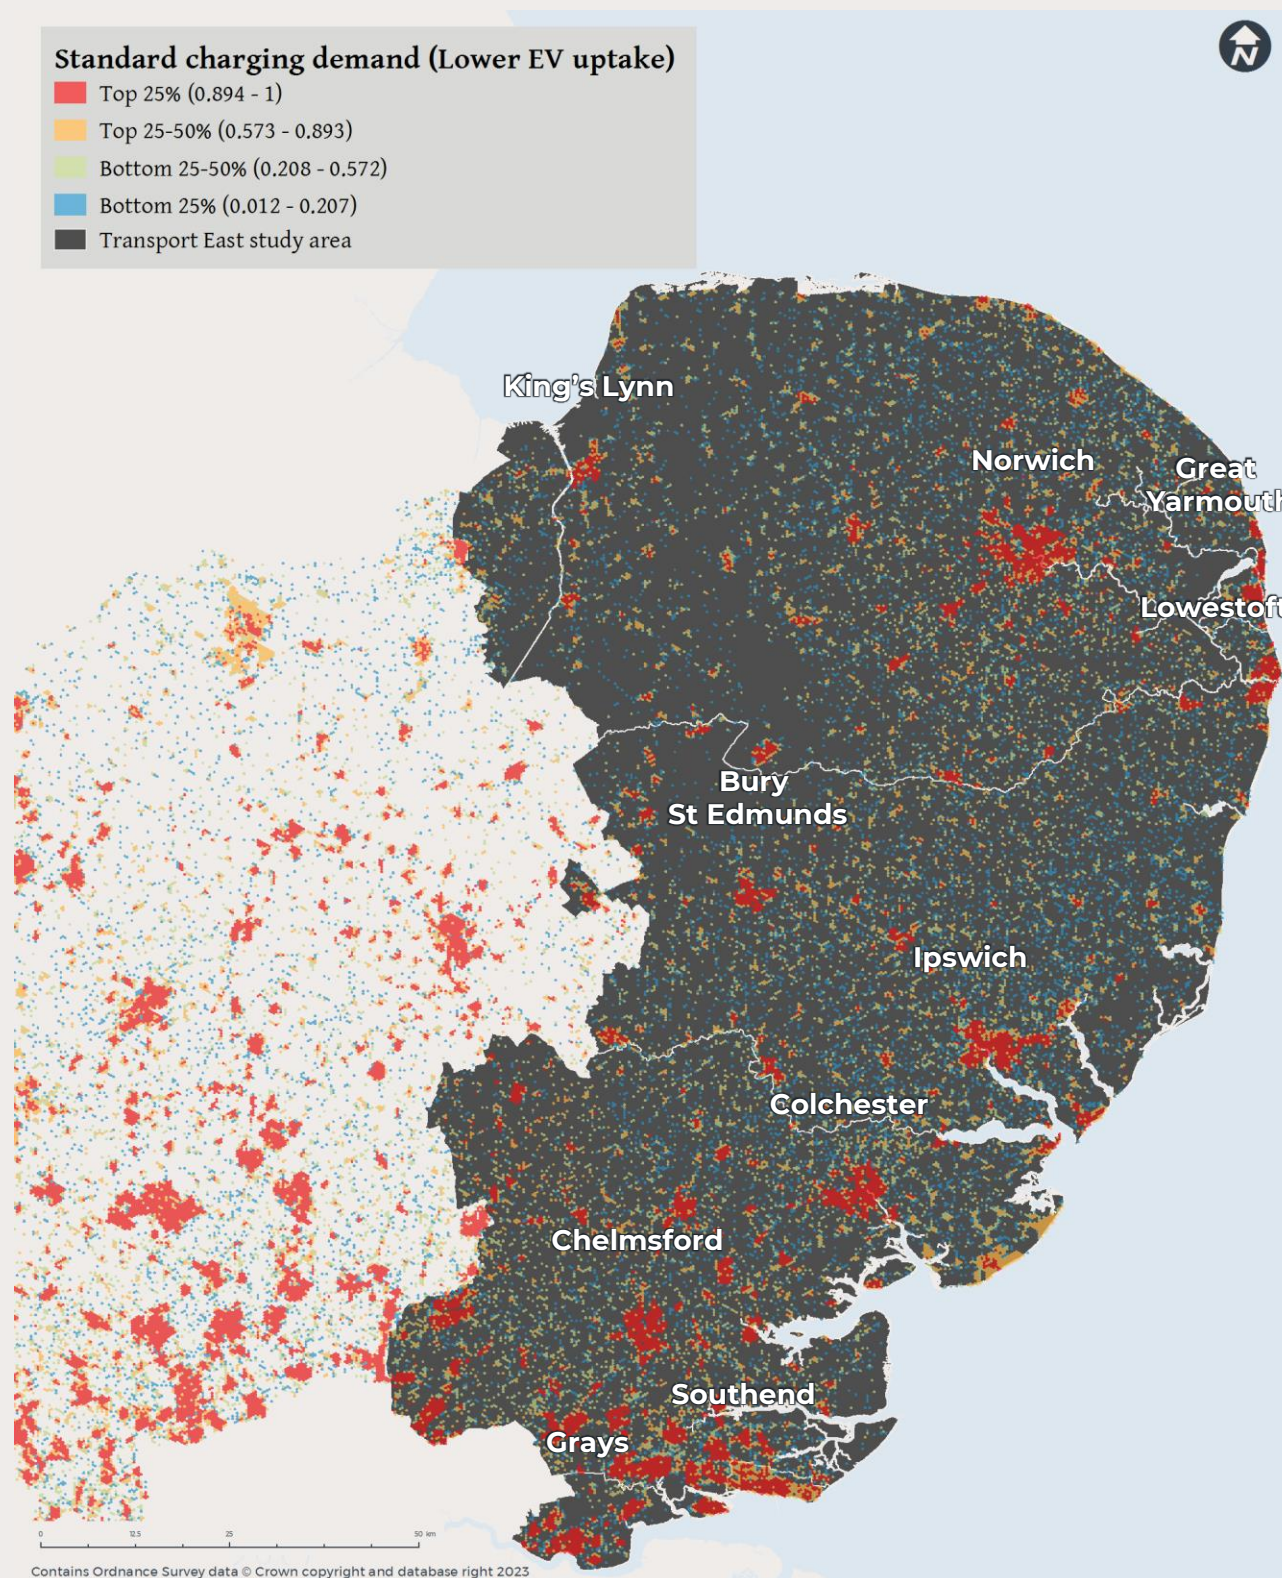 N
Standard charging demand (Lower EV uptake)
Top 25% (0.894 - 1)
Top 25-50% (0.573 - 0.893)
Bottom 25-50% (0.208 - 0.572)
Bottom 25% (0.012 - 0.207)
Transport East study area
King's Lynn
Norwich
Great
Yarmouth
Lowestoft
Bury
St Edmunds
Ipswich
Colchester
Chelmsford
Southend
Grays
0 12.5 25 50 km
Contains Ordnance Survey data © Crown copyright and database right 2023